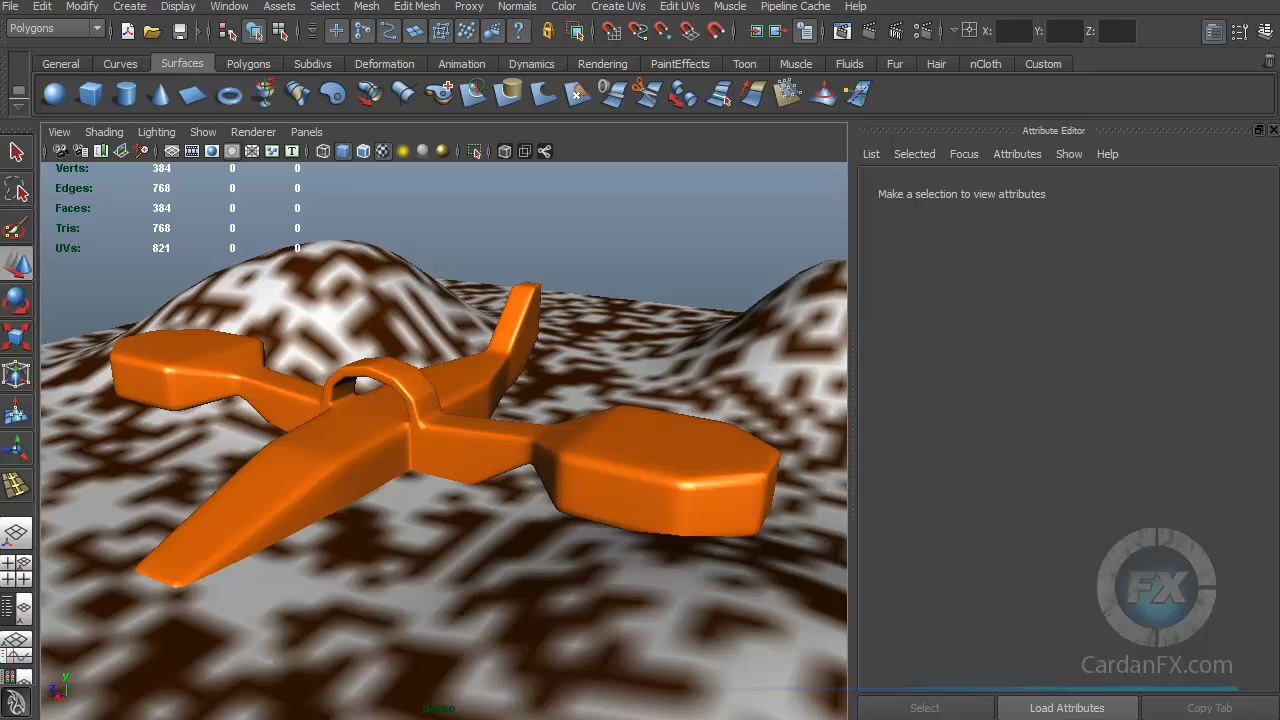 File Edit Modify Create Display Window Assets Select Mesh Edit Mesh Proxy Normals Color Create UVs Edit UVs Muscle Pipeline Cache Help
Polygons X: Y: Z:
General Curves Surfaces Polygons Subdivs Deformation Animation Dynamics Rendering PaintEffects Toon Muscle Fluids Fur Hair nCloth Custom
View Shading Lighting Show Renderer Panels
Attribute Editor
List Selected Focus Attributes Show Help
Make a selection to view attributes
Verts: 384 0 0
Edges: 768 0 0
Faces: 384 0 0
Tris: 768 0 0
UVs: 821 0 0
FX
CardanFX.com
y
z
persp
Select Load Attributes Copy Tab